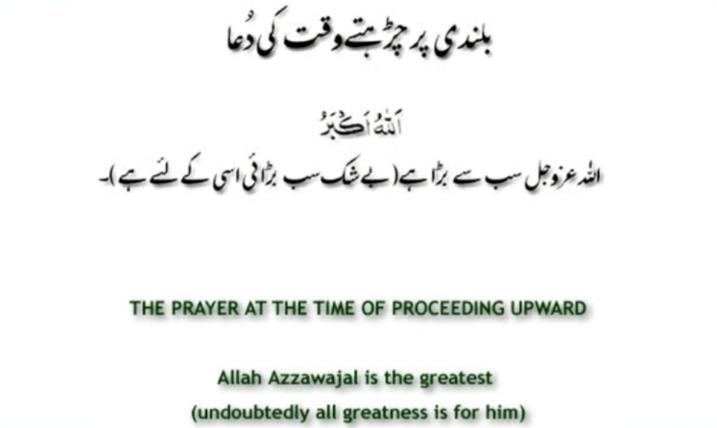 بلندی پر چڑہتے وقت کی دُعا
اَللہُ اَکْبَرُ
اللہ عزوجل سب سے بڑا ہے (بے شک سب بڑائی اسی کے لئے ہے)۔
THE PRAYER AT THE TIME OF PROCEEDING UPWARD
Allah Azzawajal is the greatest
(undoubtedly all greatness is for him)